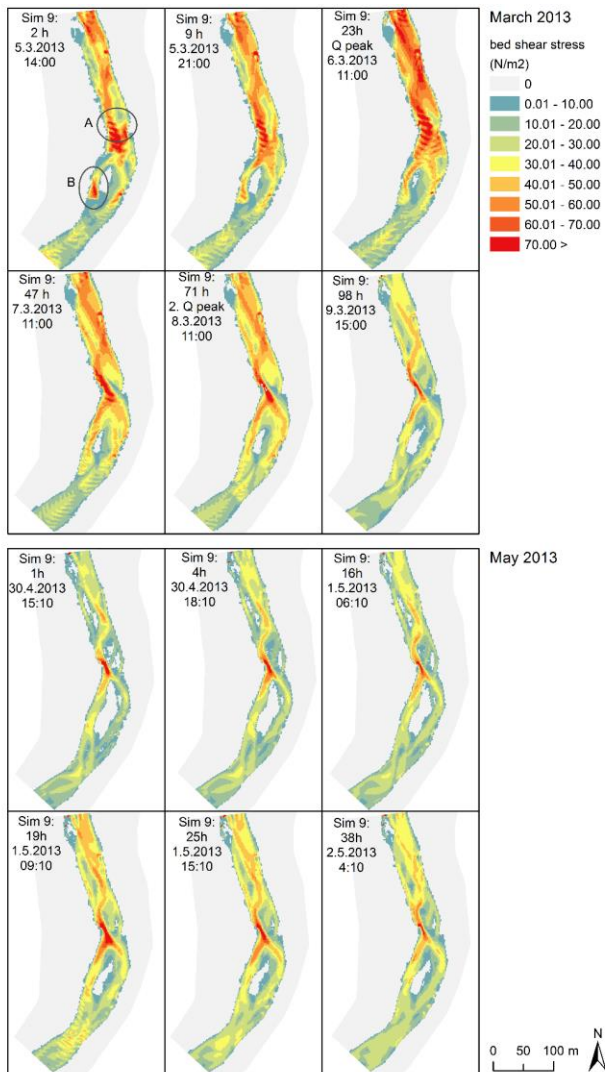 Sim 9:
2 h
5.3.2013
14:00
A
B
Sim 9:
9 h
5.3.2013
21:00
Sim 9:
23h
Q peak
6.3.2013
11:00
March 2013
bed shear stress
(N/m2)
0
0.01 - 10.00
10.01 - 20.00
20.01 - 30.00
30.01 - 40.00
40.01 - 50.00
50.01 - 60.00
60.01 - 70.00
70.00 >
Sim 9:
47 h
7.3.2013
11:00
Sim 9:
71 h
2. Q peak
8.3.2013
11:00
Sim 9:
98 h
9.3.2013
15:00
May 2013
Sim 9:
1h
30.4.2013
15:10
Sim 9:
4h
30.4.2013
18:10
Sim 9:
16h
1.5.2013
06:10
Sim 9:
19h
1.5.2013
09:10
Sim 9:
25h
1.5.2013
15:10
Sim 9:
38h
2.5.2013
4:10
N
0 50 100 m